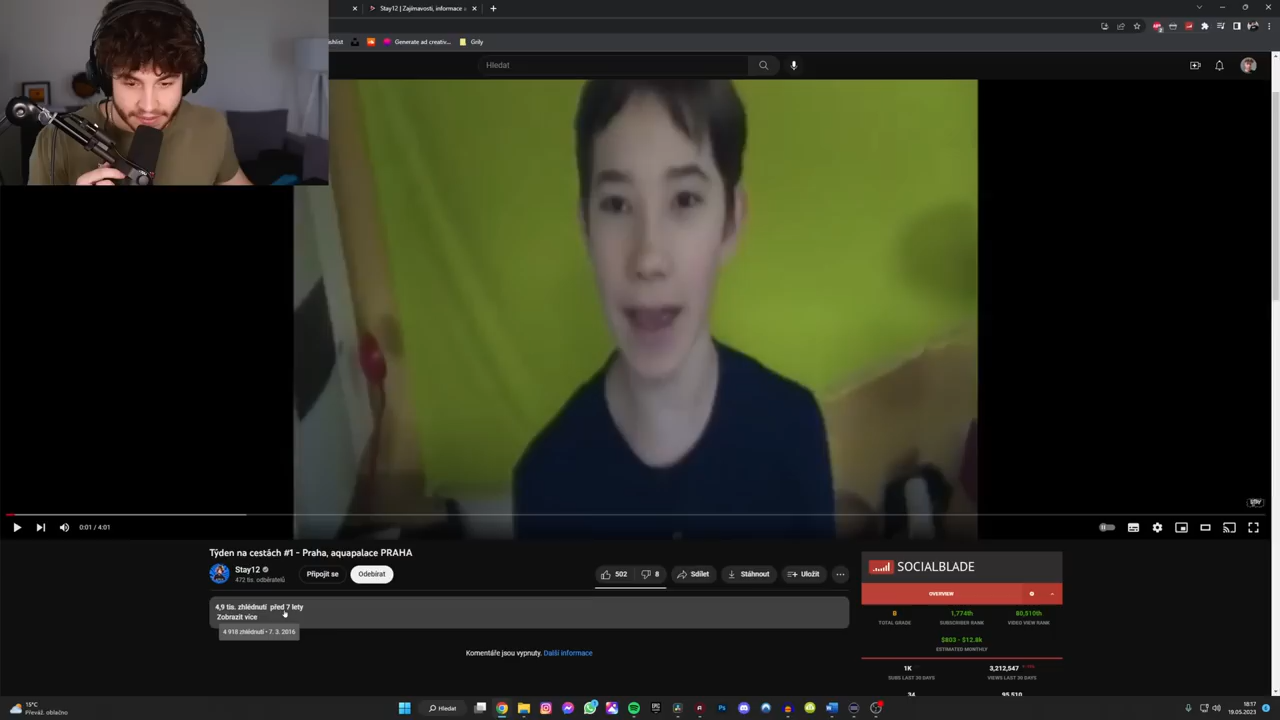 Stay12 | Zajímavosti, informace a
Generate ad creativ...
Grily
Hledat
0:01 / 4:01
Týden na cestách #1 - Praha, aquapalace PRAHA
Stay12
472 tis. odběratelů
Připojit se
Odebírat
502
8
Sdílet
Stáhnout
Uložit
4,9 tis. zhlédnutí před 7 lety
Zobrazit více
4 918 zhlédnutí • 7. 3. 2016
Komentáře jsou vypnuty. Další informace
SOCIALBLADE
OVERVIEW
B
1,774th
80,510th
TOTAL GRADE
SUBSCRIBER RANK
VIDEO VIEW RANK
$803 - $12.8k
ESTIMATED MONTHLY
1K
3,212,547
SUBS LAST 30 DAYS
VIEWS LAST 30 DAYS
34
95,510
15°C
Převáž. oblačno
Hledat
18:17
19.05.2023